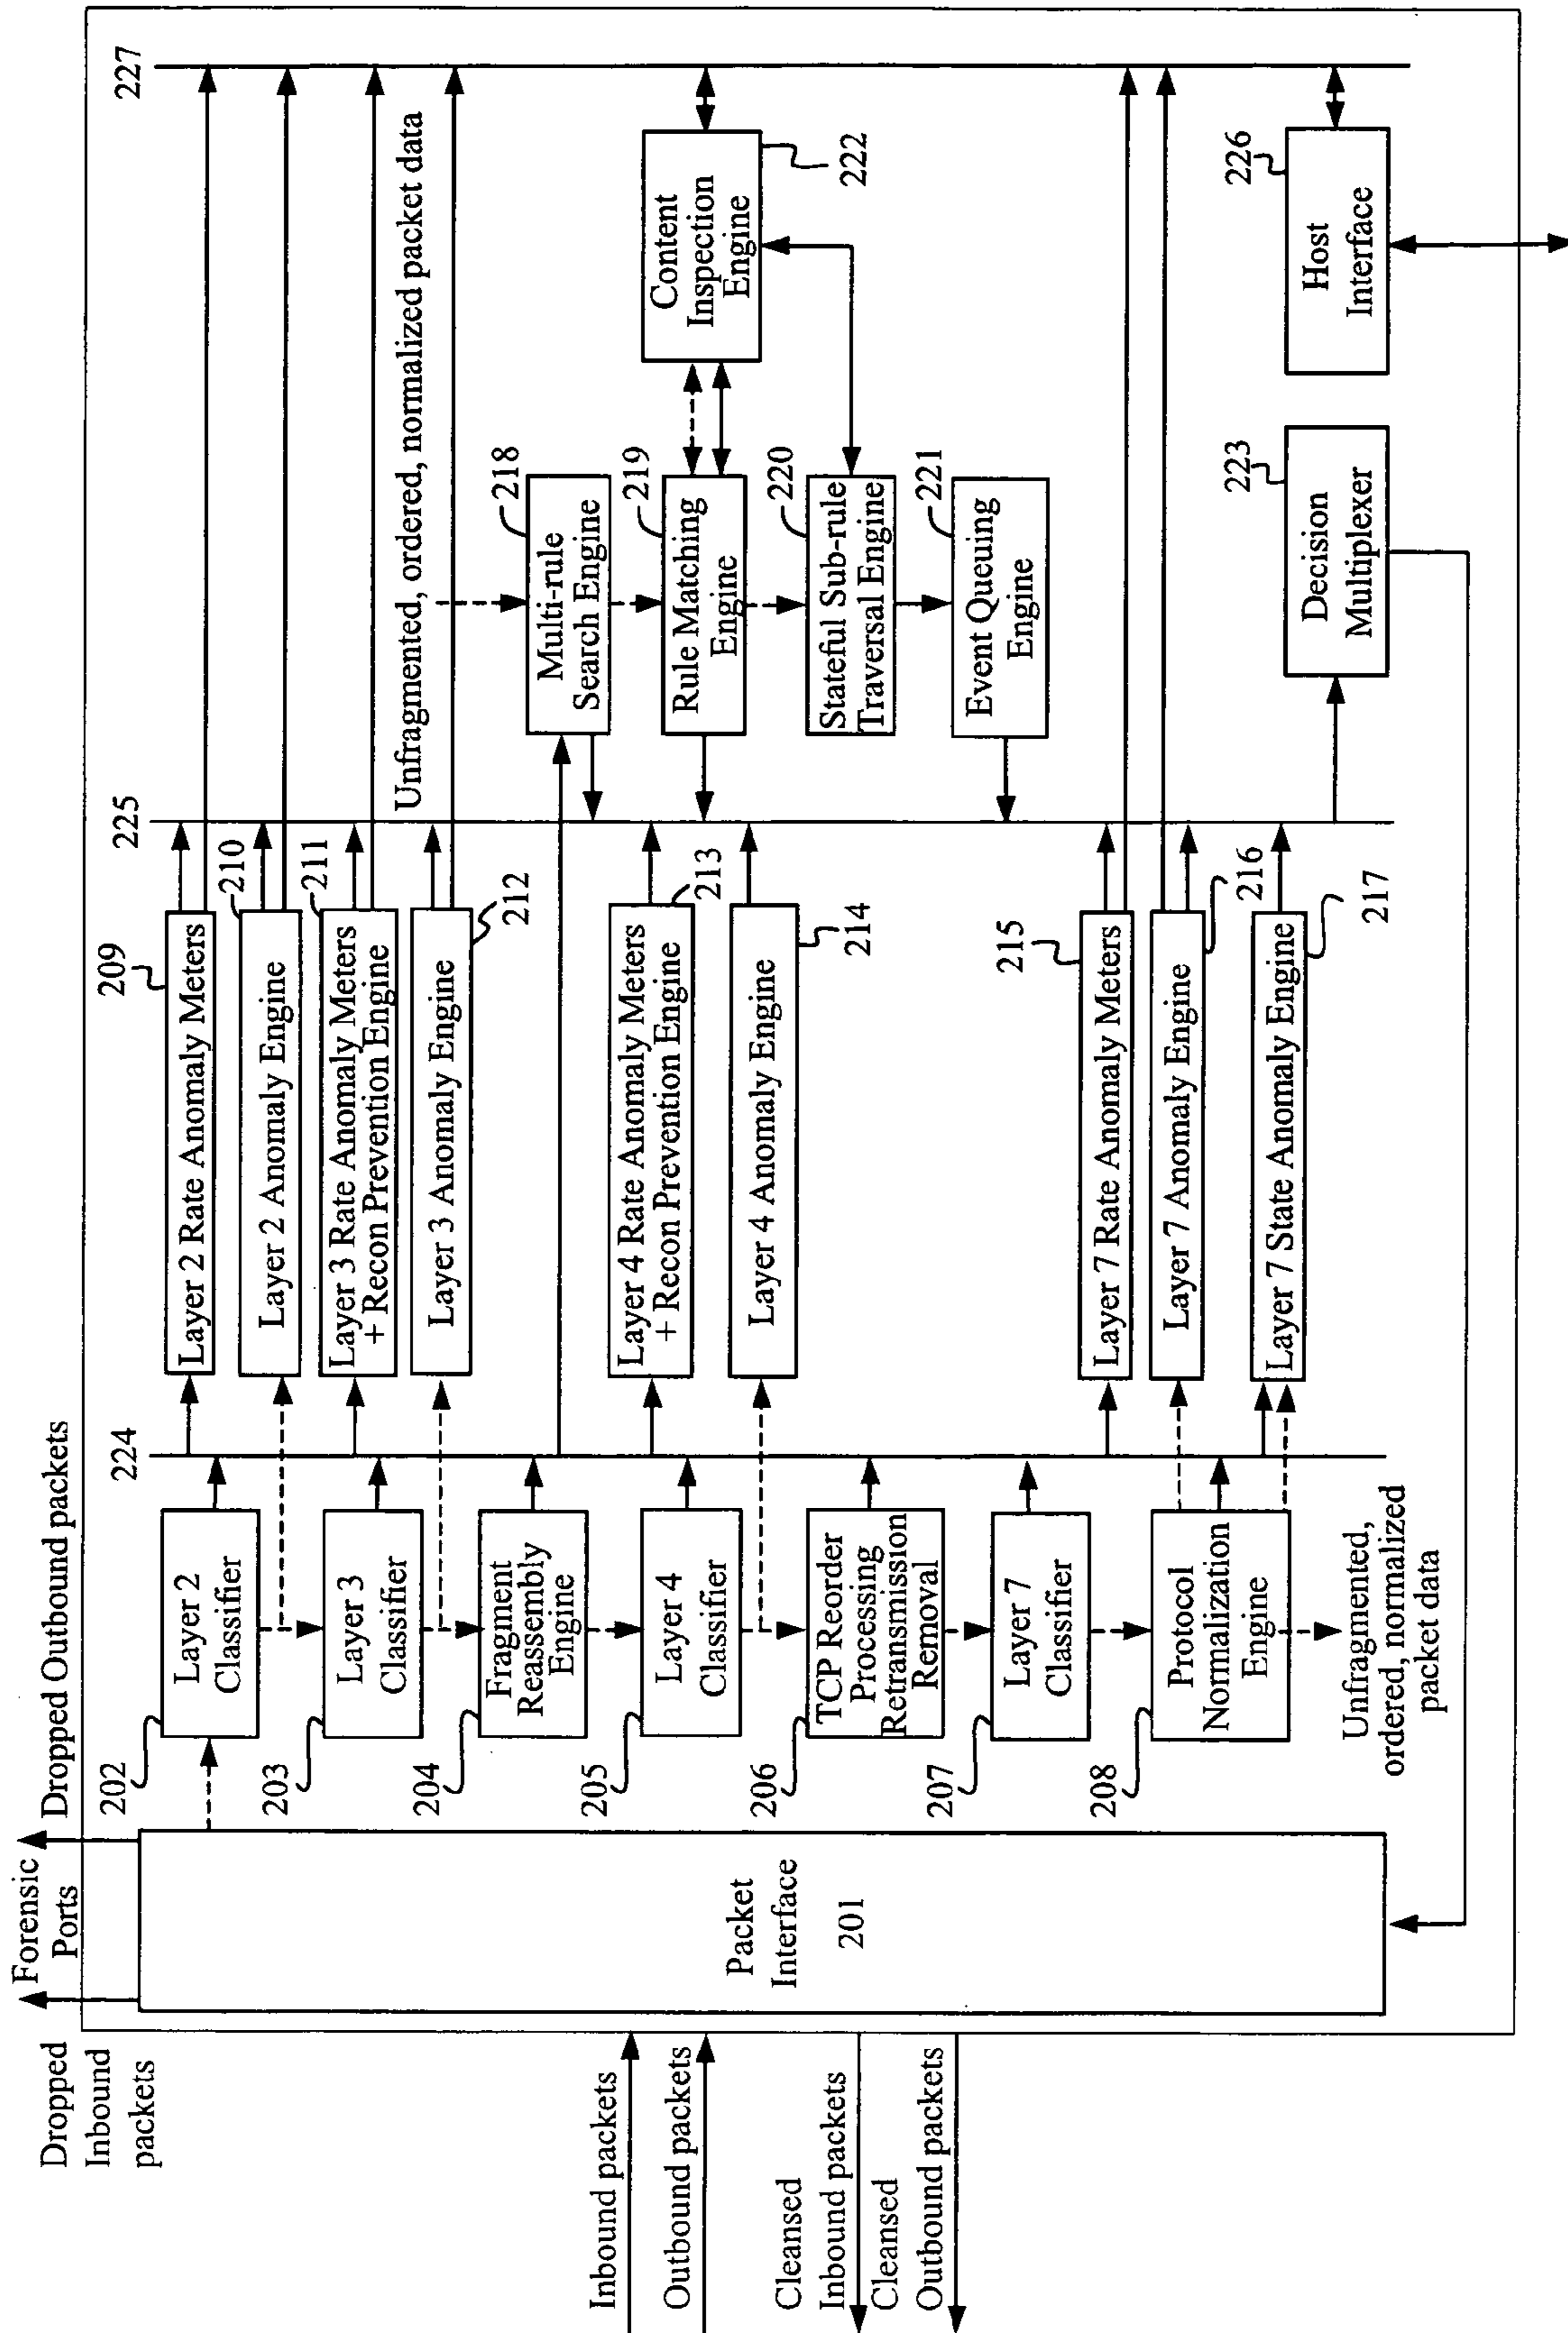 Dropped
Inbound
packets
Forensic
Ports
Dropped Outbound packets
Inbound packets
Outbound packets
Cleansed
Inbound packets
Cleansed
Outbound packets
Packet
Interface
201
202
Layer 2
Classifier
203
Layer 3
Classifier
204
Fragment
Reassembly
Engine
205
Layer 4
Classifier
206
TCP Reorder
Processing
Retransmission
Removal
207
Layer 7
Classifier
208
Protocol
Normalization
Engine
Unfragmented,
ordered, normalized
packet data
224
209
Layer 2 Rate Anomaly Meters
210
Layer 2 Anomaly Engine
211
Layer 3 Rate Anomaly Meters
+ Recon Prevention Engine
212
Layer 3 Anomaly Engine
213
Layer 4 Rate Anomaly Meters
+ Recon Prevention Engine
214
Layer 4 Anomaly Engine
215
Layer 7 Rate Anomaly Meters
216
Layer 7 Anomaly Engine
217
Layer 7 State Anomaly Engine
225
Unfragmented, ordered, normalized packet data
218
Multi-rule
Search Engine
219
Rule Matching
Engine
220
Stateful Sub-rule
Traversal Engine
221
Event Queuing
Engine
222
Content
Inspection
Engine
223
Decision
Multiplexer
226
Host
Interface
227